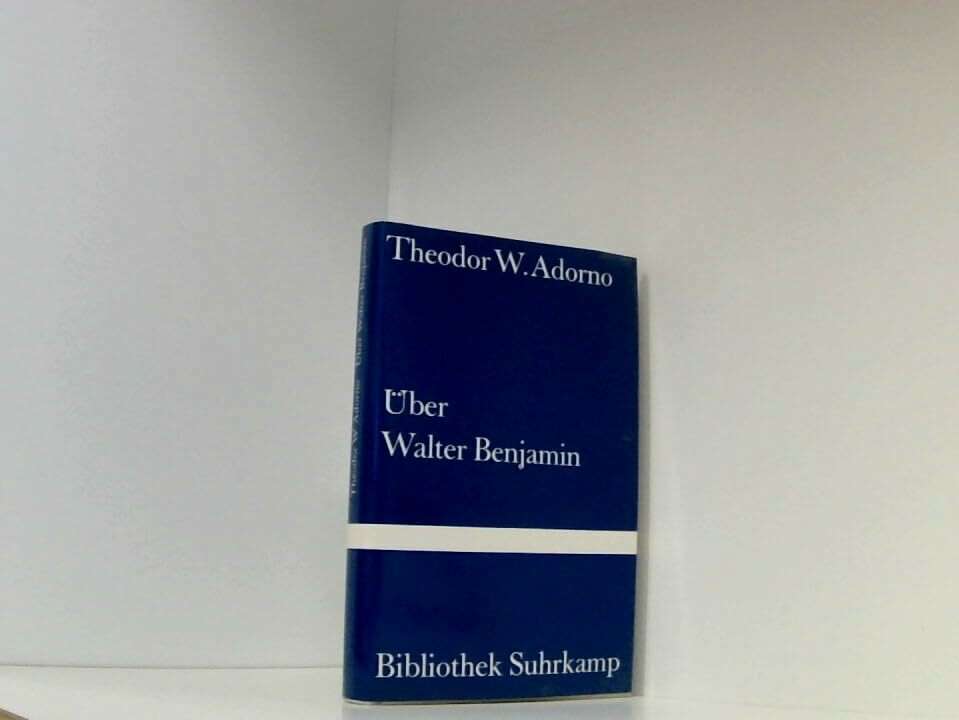 Theodor W. Adorno
Über
Walter Benjamin
Bibliothek Suhrkamp
Theodor W. Adorno Über Walter Benjamin